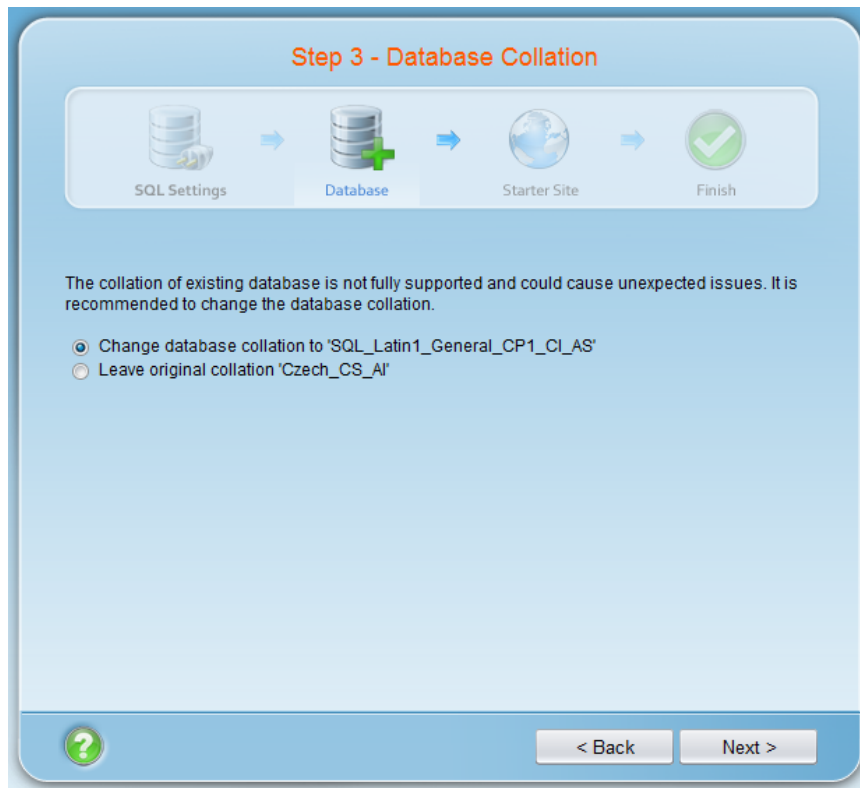 Step 3 - Database Collation
SQL Settings
Database
Starter Site
Finish
The collation of existing database is not fully supported and could cause unexpected issues. It is
recommended to change the database collation.
Change database collation to 'SQL_Latin1_General_CP1_CI_AS'
Leave original collation 'Czech_CS_AI'
?
< Back
Next >